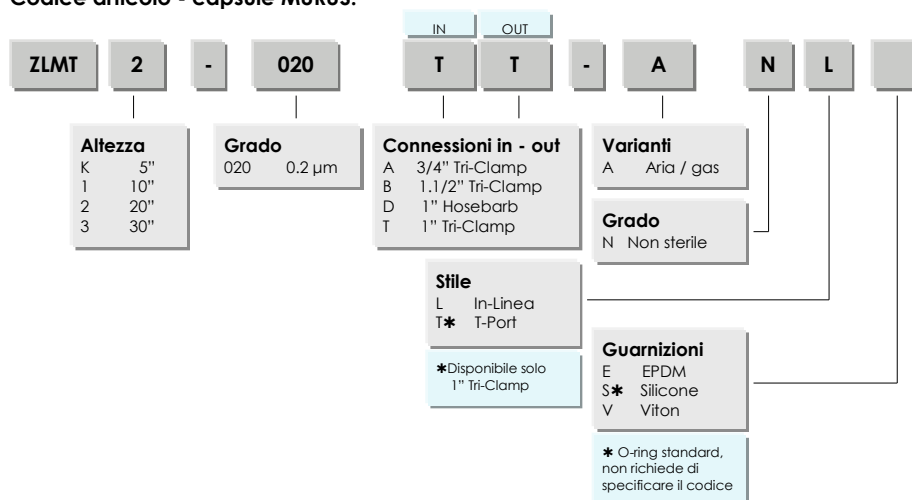 Codice articolo - capsule MURUS:
IN OUT
ZLMT 2 - 020 T T - A N L
Altezza
K 5"
1 10"
2 20"
3 30"
Grado
020 0.2 µm
Connessioni in - out
A 3/4" Tri-Clamp
B 1.1/2" Tri-Clamp
D 1" Hosebarb
T 1" Tri-Clamp
Varianti
A Aria / gas
Grado
N Non sterile
Stile
L In-Linea
T✱ T-Port
✱Disponibile solo
1" Tri-Clamp
Guarnizioni
E EPDM
S✱ Silicone
V Viton
✱ O-ring standard,
non richiede di
specificare il codice